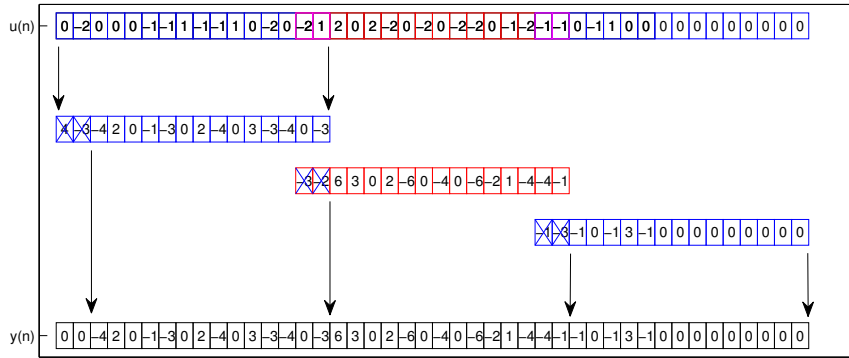 u(n) 0 −2 0 0 0 −1 −1 1 −1 −1 1 0 −2 0 −2 1 2 0 2 −2 0 −2 0 −2 −2 0 −1 −2 −1 −1 0 −1 1 0 0 0 0 0 0 0 0 0 0 0
4 −3 −4 2 0 −1 −3 0 2 −4 0 3 −3 −4 0 −3
−3 −2 6 3 0 2 −6 0 −4 0 −6 −2 1 −4 −4 −1
−1 −3 −1 0 −1 3 −1 0 0 0 0 0 0 0 0 0
y(n) 0 0 −4 2 0 −1 −3 0 2 −4 0 3 −3 −4 0 −3 6 3 0 2 −6 0 −4 0 −6 −2 1 −4 −4 −1 −1 0 −1 3 −1 0 0 0 0 0 0 0 0 0